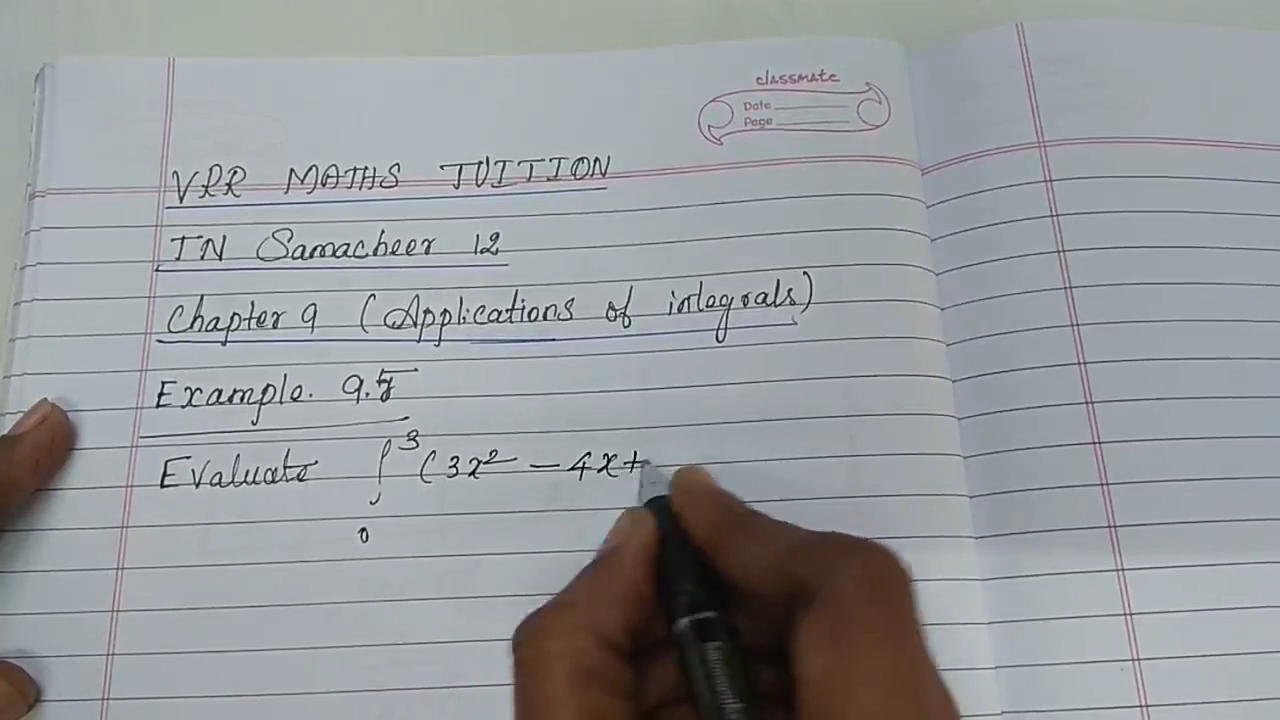 classmate
Date
Page
VRR MATHS TUITION
TN Samacheer 12
Chapter 9 (Applications of integrals)
Example. 9.
Evaluate ∫₀³ (3x² - 4x +